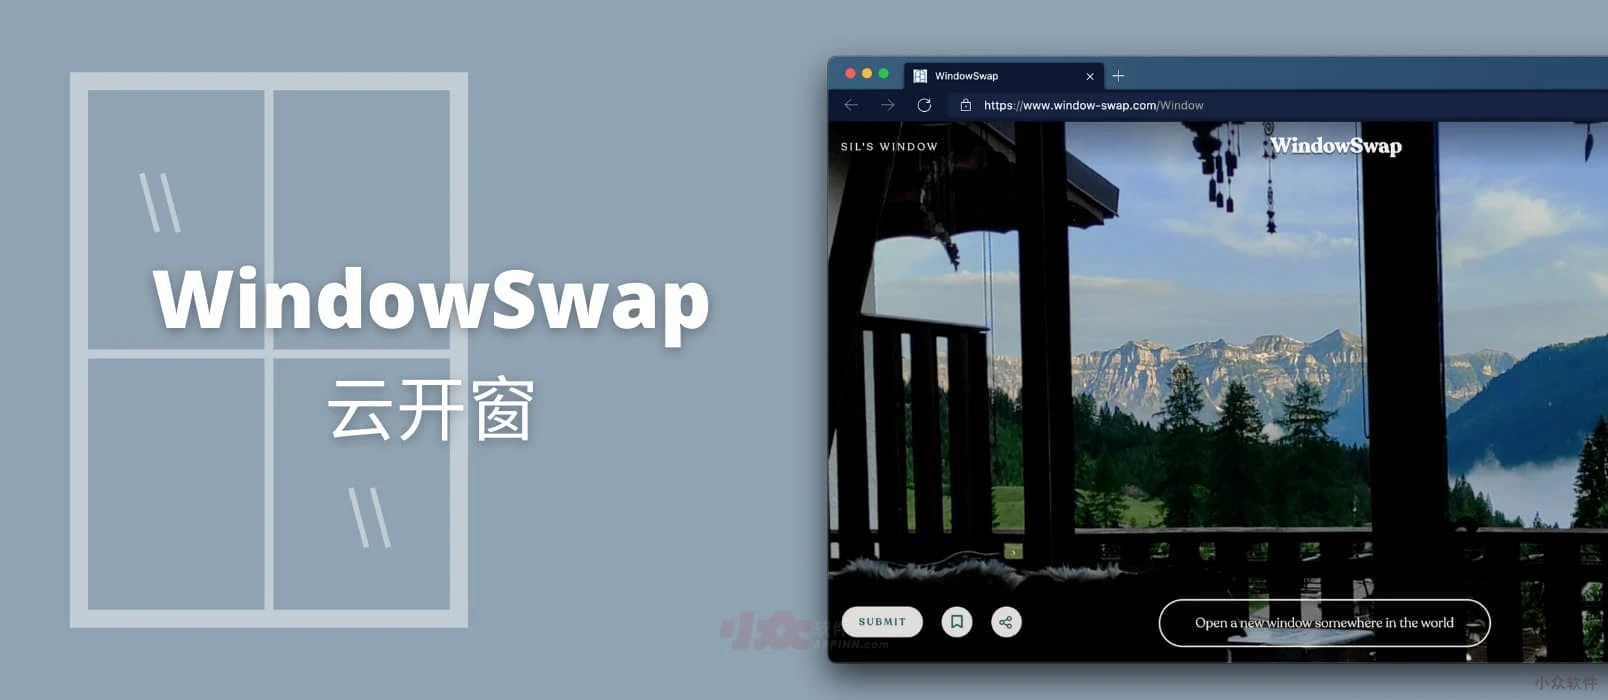 WindowSwap
云开窗
WindowSwap
https://www.window-swap.com/Window
SIL'S WINDOW
WindowSwap
SUBMIT
Open a new window somewhere in the world
小众软件
APPINN.com
小众软件